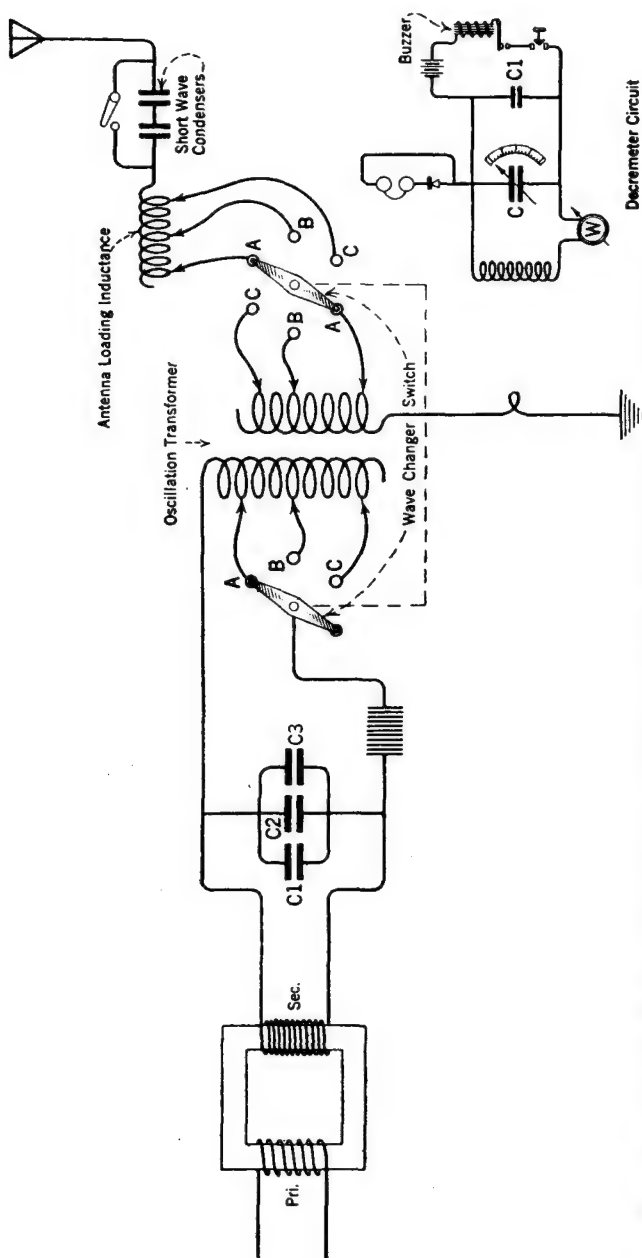 Antenna Loading Inductance
Short Wave
Condensers
A
B
C
C
B
A
Oscillation Transformer
Wave Changer Switch
A
B
C
C1
C2
C3
Pri.
Sec.
Buzzer
C1
C
W
Decremeter Circuit